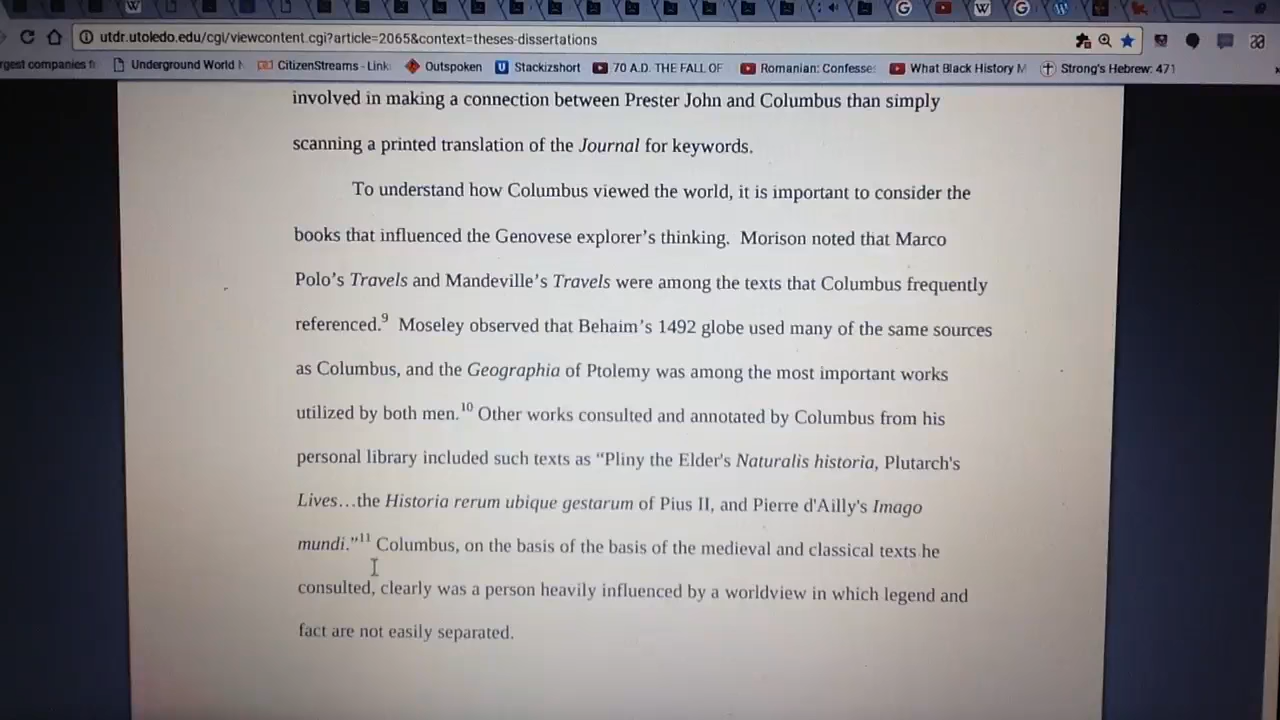 utdr.utoledo.edu/cgi/viewcontent.cgi?article=2065&context=theses-dissertations
rgest companies fr Underground World N CitizenStreams - Link Outspoken Stackizshort 70 A.D. THE FALL OF Romanian: Confesse: What Black History M Strong's Hebrew: 471
involved in making a connection between Prester John and Columbus than simply
scanning a printed translation of the Journal for keywords.
To understand how Columbus viewed the world, it is important to consider the
books that influenced the Genovese explorer's thinking. Morison noted that Marco
Polo's Travels and Mandeville's Travels were among the texts that Columbus frequently
referenced.9 Moseley observed that Behaim's 1492 globe used many of the same sources
as Columbus, and the Geographia of Ptolemy was among the most important works
utilized by both men.10 Other works consulted and annotated by Columbus from his
personal library included such texts as “Pliny the Elder's Naturalis historia, Plutarch's
Lives…the Historia rerum ubique gestarum of Pius II, and Pierre d'Ailly's Imago
mundi.”11 Columbus, on the basis of the basis of the medieval and classical texts he
consulted, clearly was a person heavily influenced by a worldview in which legend and
fact are not easily separated.